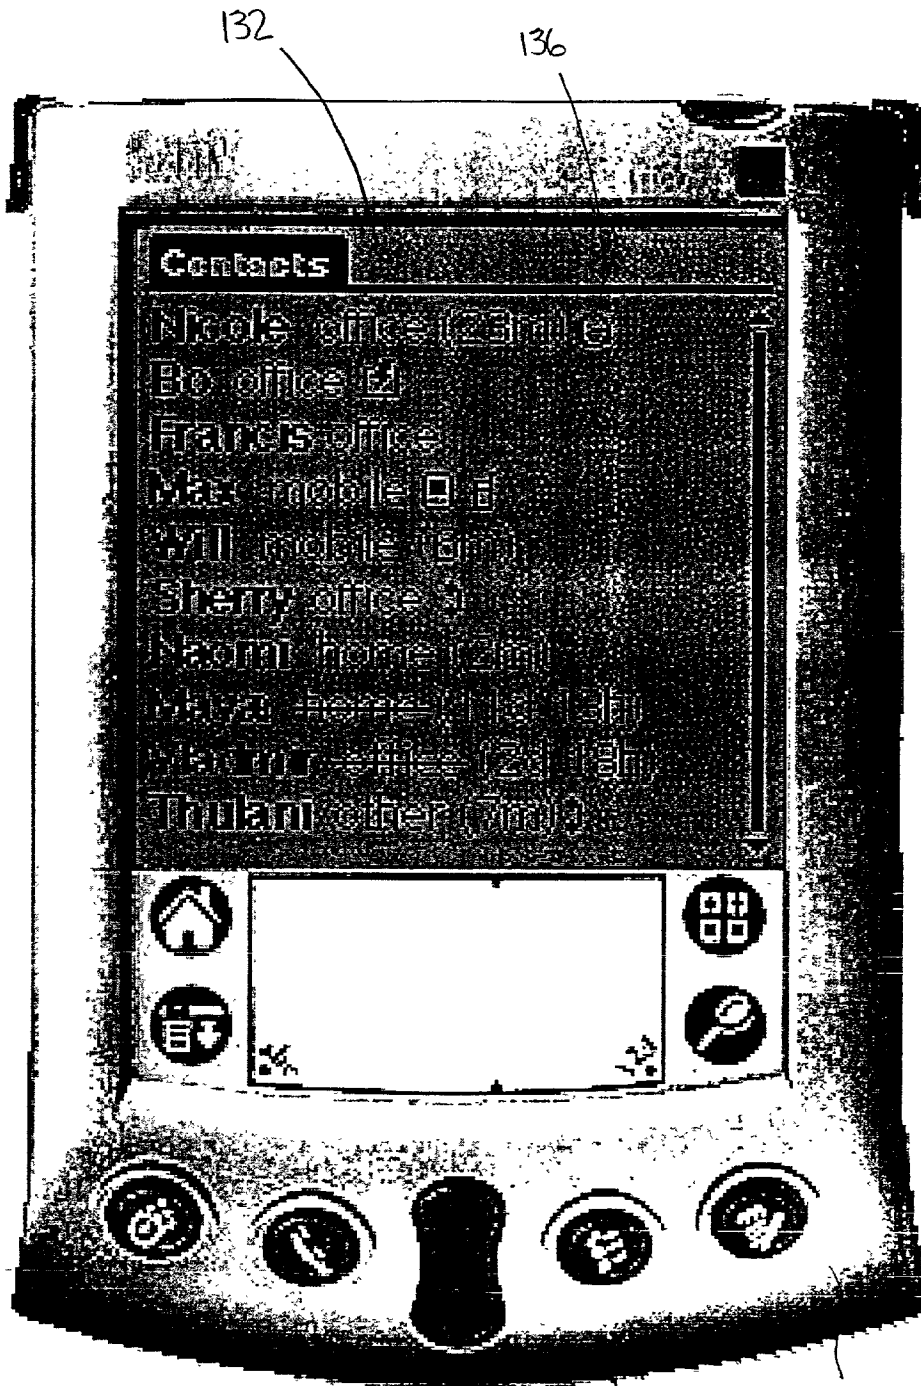 132
136
Contacts
Nicole office (23m)
Bo office
Francis office
Max mobile
Will mobile (6m)
Sherry office
Naomi home (2m)
Maya home
office
Thulani other (7m)